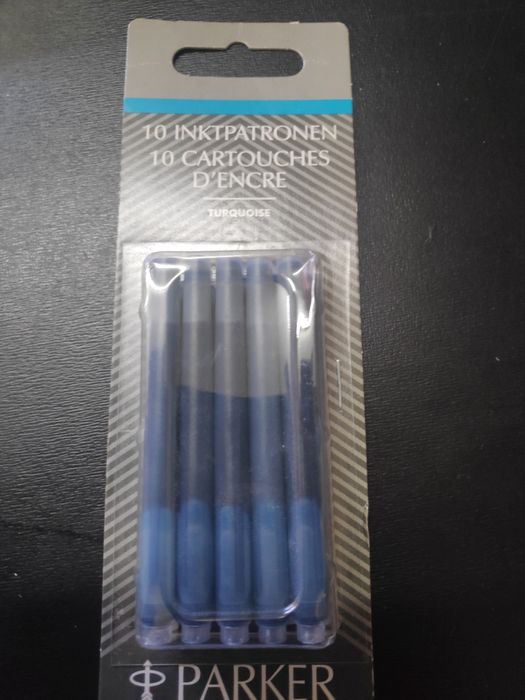 10 INKTPATRONEN
10 CARTOUCHES
D'ENCRE
TURQUOISE
PARKER